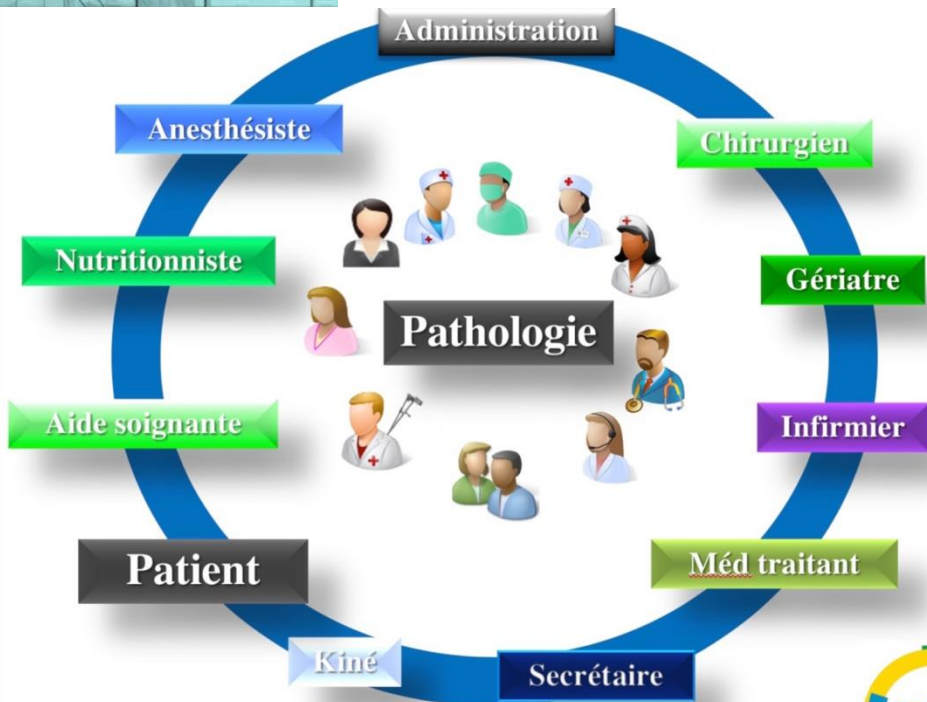 Administration
Anesthésiste
Chirurgien
Nutritionniste
Gériatre
Pathologie
Aide soignante
Infirmier
Patient
Méd traitant
Kiné
Secrétaire